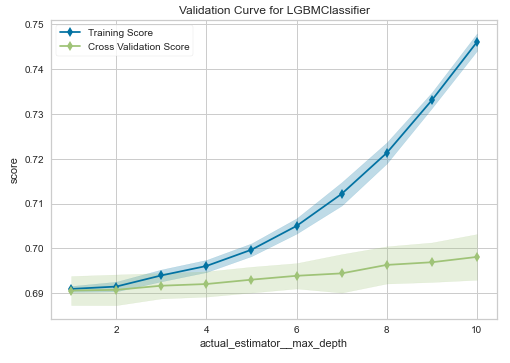 Validation Curve for LGBMClassifier
Training Score
Cross Validation Score
0.75
0.74
0.73
0.72
0.71
0.70
0.69
score
2 4 6 8 10
actual_estimator__max_depth